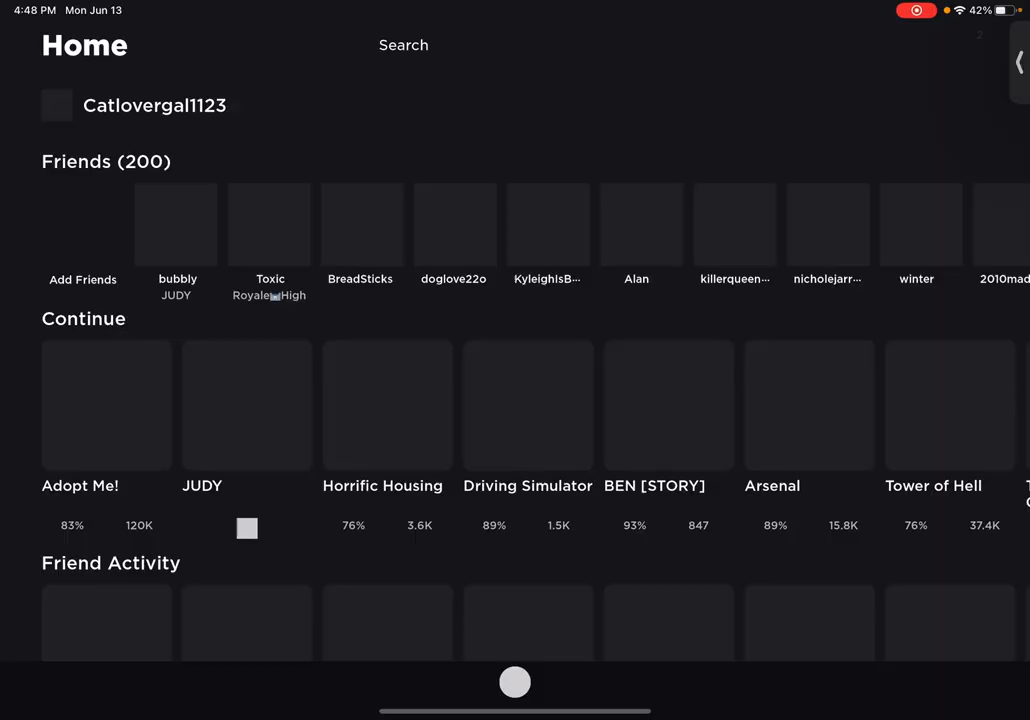 4:48 PM Mon Jun 13 42%
Home Search
2
Catlovergal1123
Friends (200)
Add Friends bubbly Toxic BreadSticks doglove22o KyleighIsB... Alan killerqueen... nicholejarr... winter 2010mad
JUDY Royale High
Continue
Adopt Me! JUDY Horrific Housing Driving Simulator BEN [STORY] Arsenal Tower of Hell
83% 120K 76% 3.6K 89% 1.5K 93% 847 89% 15.8K 76% 37.4K
Friend Activity